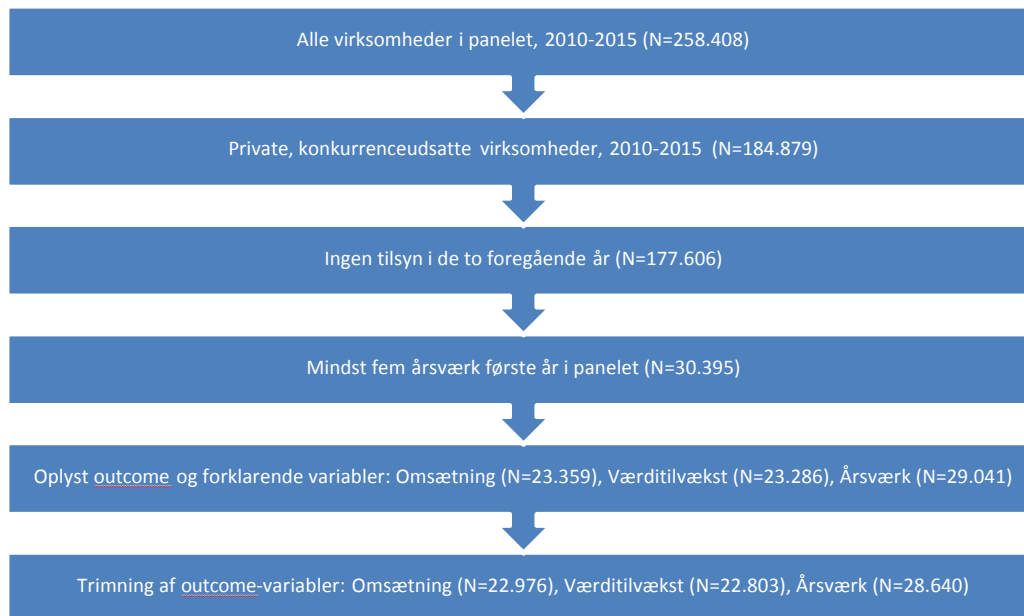 Alle virksomheder i panelet, 2010-2015 (N=258.408)
Private, konkurrenceudsatte virksomheder, 2010-2015 (N=184.879)
Ingen tilsyn i de to foregående år (N=177.606)
Mindst fem årsværk første år i panelet (N=30.395)
Oplyst outcome og forklarende variabler: Omsætning (N=23.359), Værditilvækst (N=23.286), Årsværk (N=29.041)
Trimning af outcome-variabler: Omsætning (N=22.976), Værditilvækst (N=22.803), Årsværk (N=28.640)